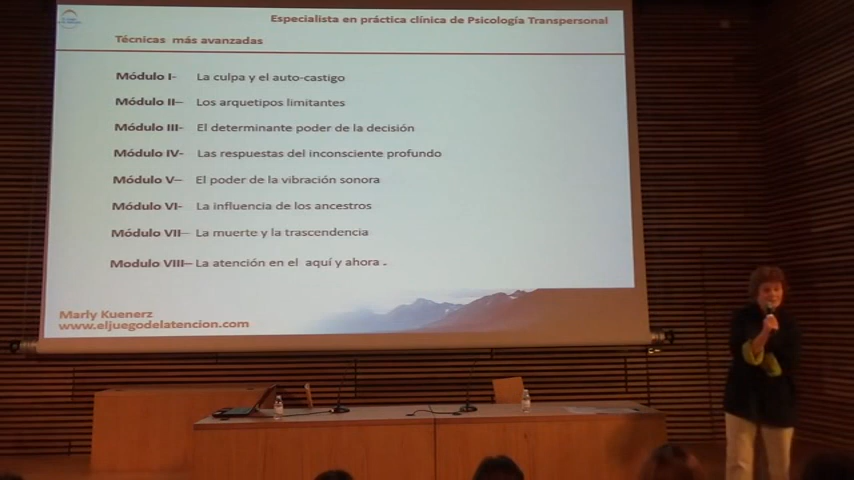 Especialista en práctica clínica de Psicología Transpersonal
Técnicas más avanzadas
Módulo I- La culpa y el auto-castigo
Módulo II– Los arquetipos limitantes
Módulo III- El determinante poder de la decisión
Módulo IV- Las respuestas del inconsciente profundo
Módulo V– El poder de la vibración sonora
Módulo VI- La influencia de los ancestros
Módulo VII– La muerte y la trascendencia
Modulo VIII– La atención en el aquí y ahora .
Marly Kuenerz
www.eljuegodelatencion.com